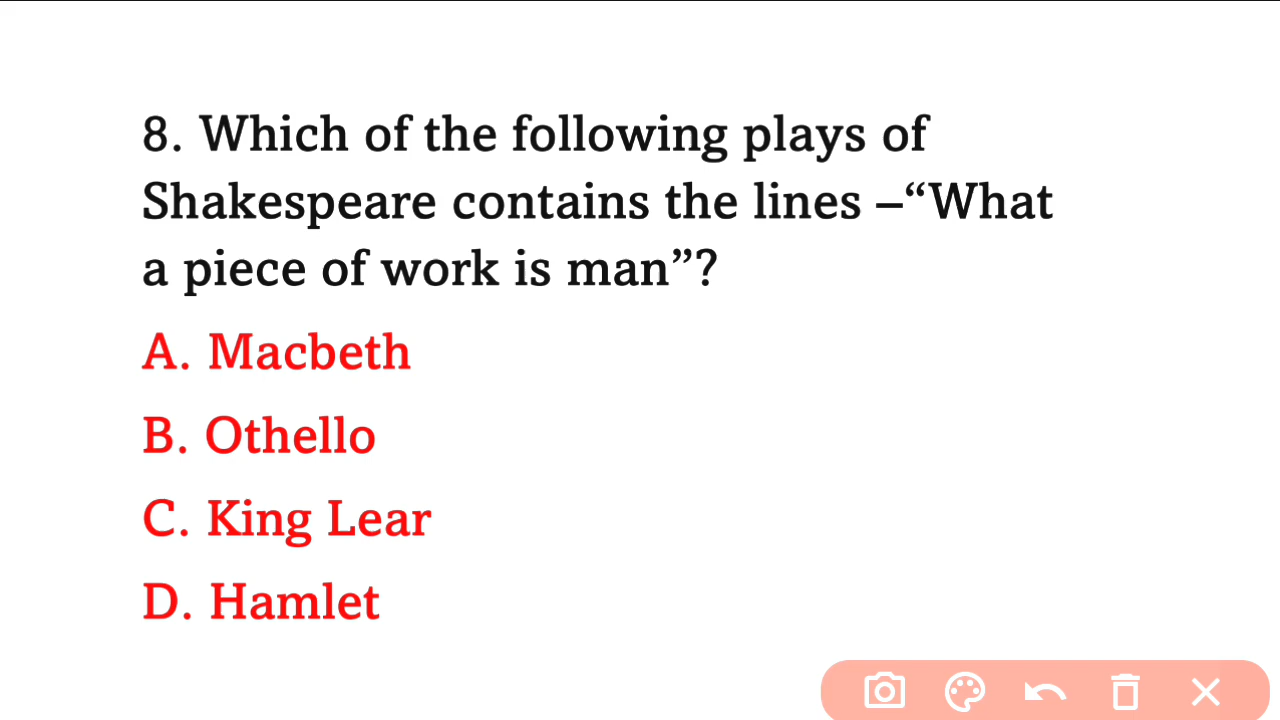 8. Which of the following plays of
Shakespeare contains the lines –“What
a piece of work is man”?
A. Macbeth
B. Othello
C. King Lear
D. Hamlet